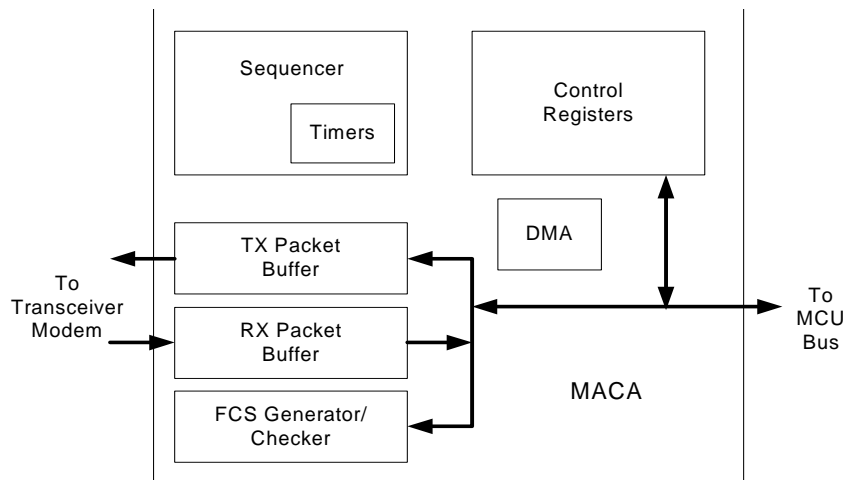 Sequencer
Timers
Control
Registers
DMA
TX Packet
Buffer
To
Transceiver
Modem
RX Packet
Buffer
FCS Generator/
Checker
MACA
To
MCU
Bus